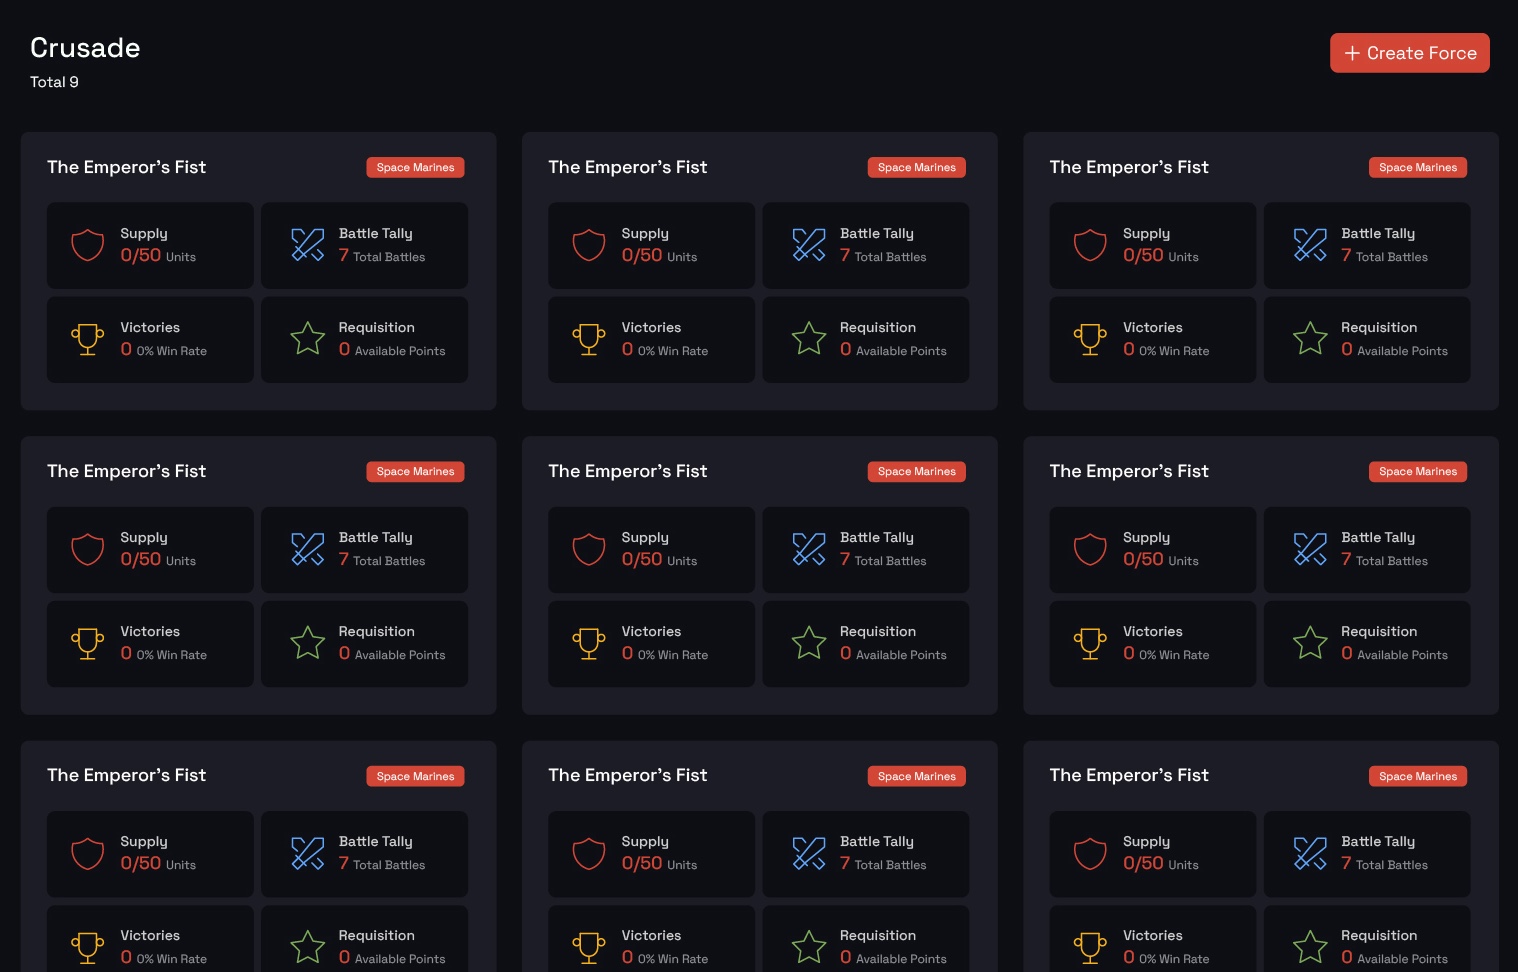 Crusade
Total 9
+ Create Force
The Emperor's Fist Space Marines
Supply
0/50 Units
Battle Tally
7 Total Battles
Victories
0 0% Win Rate
Requisition
0 Available Points
The Emperor's Fist Space Marines
Supply
0/50 Units
Battle Tally
7 Total Battles
Victories
0 0% Win Rate
Requisition
0 Available Points
The Emperor's Fist Space Marines
Supply
0/50 Units
Battle Tally
7 Total Battles
Victories
0 0% Win Rate
Requisition
0 Available Points
The Emperor's Fist Space Marines
Supply
0/50 Units
Battle Tally
7 Total Battles
Victories
0 0% Win Rate
Requisition
0 Available Points
The Emperor's Fist Space Marines
Supply
0/50 Units
Battle Tally
7 Total Battles
Victories
0 0% Win Rate
Requisition
0 Available Points
The Emperor's Fist Space Marines
Supply
0/50 Units
Battle Tally
7 Total Battles
Victories
0 0% Win Rate
Requisition
0 Available Points
The Emperor's Fist Space Marines
Supply
0/50 Units
Battle Tally
7 Total Battles
Victories
0 0% Win Rate
Requisition
0 Available Points
The Emperor's Fist Space Marines
Supply
0/50 Units
Battle Tally
7 Total Battles
Victories
0 0% Win Rate
Requisition
0 Available Points
The Emperor's Fist Space Marines
Supply
0/50 Units
Battle Tally
7 Total Battles
Victories
0 0% Win Rate
Requisition
0 Available Points